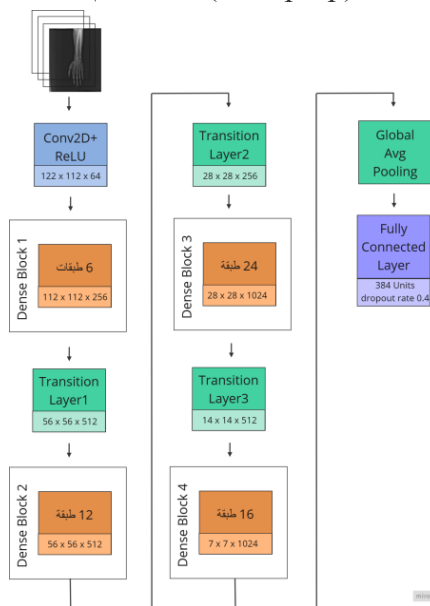 Conv2D+
ReLU
122 x 112 x 64
Dense Block 1
6 طبقات
112 x 112 x 256
Transition
Layer1
56 x 56 x 512
Dense Block 2
12 طبقة
56 x 56 x 512
Transition
Layer2
28 x 28 x 256
Dense Block 3
24 طبقة
28 x 28 x 1024
Transition
Layer3
14 x 14 x 512
Dense Block 4
16 طبقة
7 x 7 x 1024
Global
Avg
Pooling
Fully
Connected
Layer
384 Units
dropout rate 0.4
miro